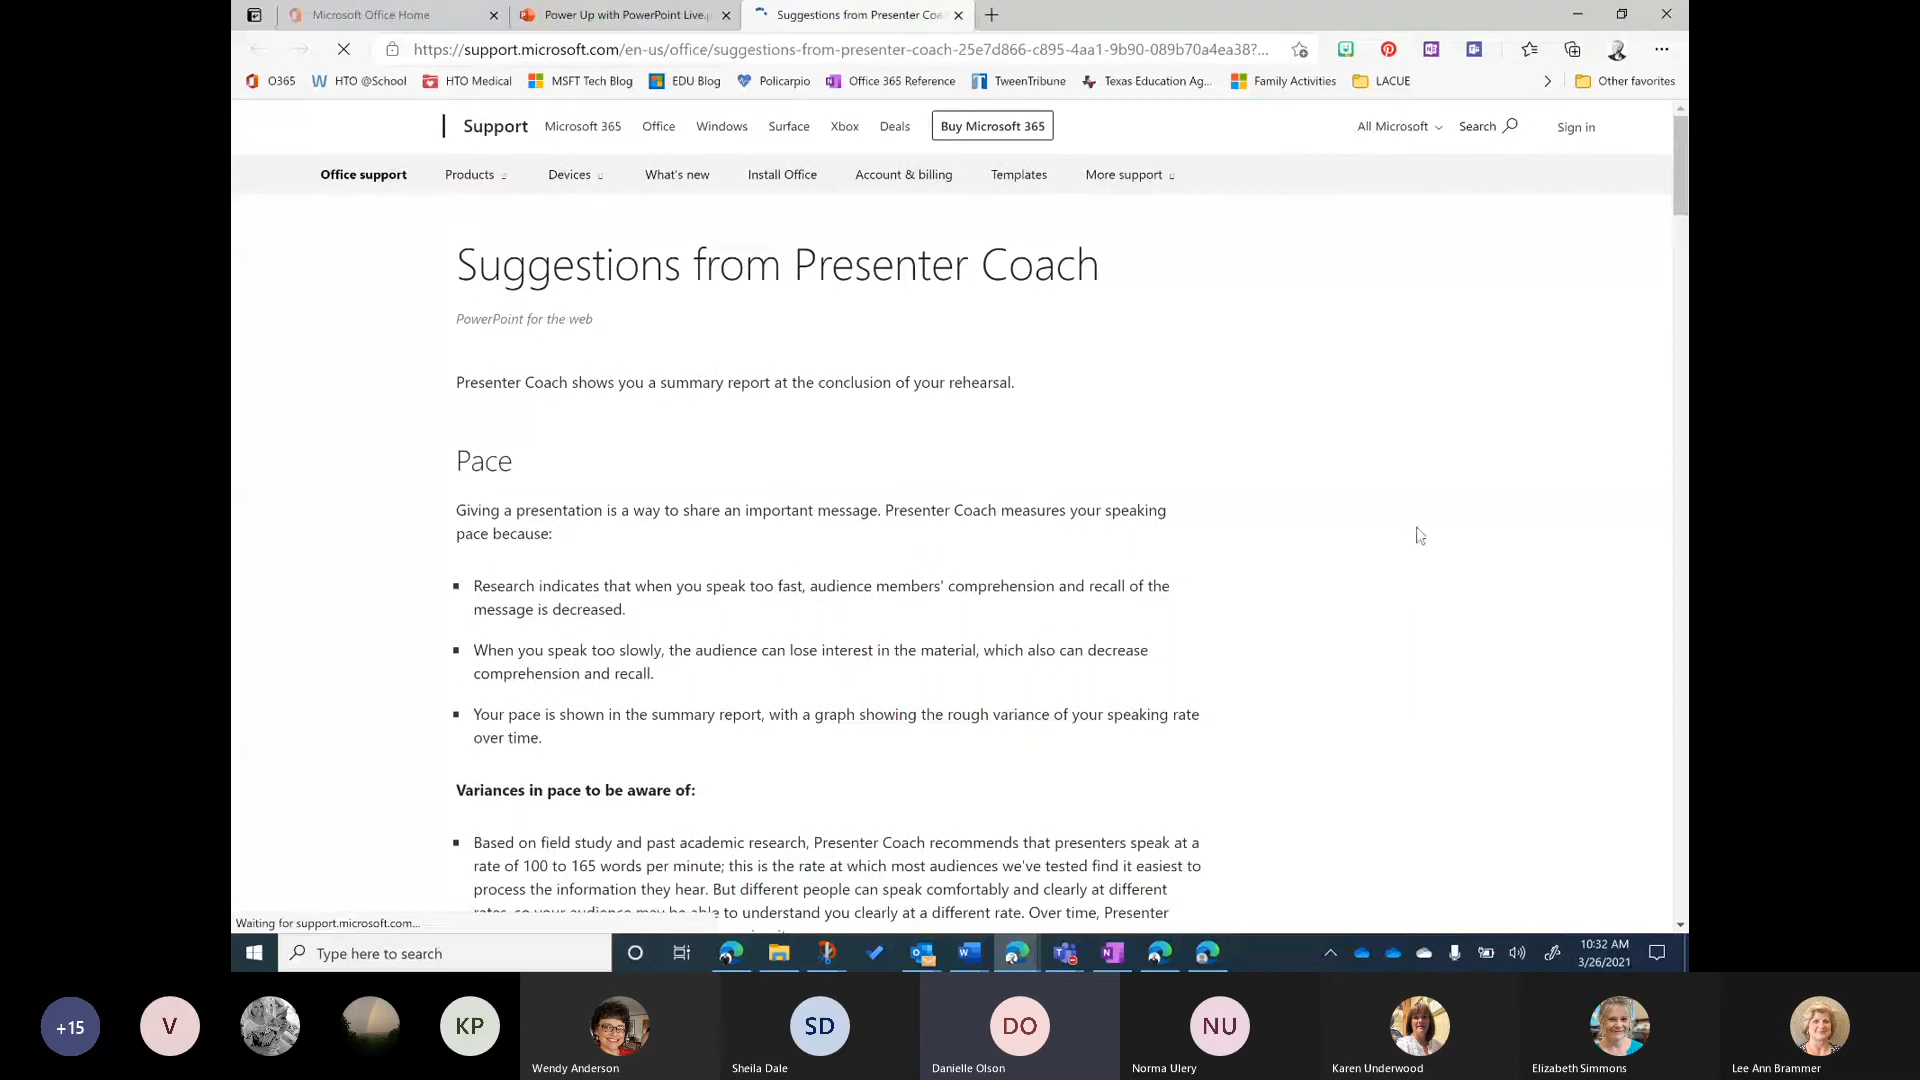 Microsoft Office Home
Power Up with PowerPoint Live.
Suggestions from Presenter Coa
https://support.microsoft.com/en-us/office/suggestions-from-presenter-coach-25e7d866-c895-4aa1-9b90-089b70a4ea38?...
O365
HTO @School
HTO Medical
MSFT Tech Blog
EDU Blog
Policarpio
Office 365 Reference
TweenTribune
Texas Education Ag...
Family Activities
LACUE
Other favorites
Support
Microsoft 365
Office
Windows
Surface
Xbox
Deals
Buy Microsoft 365
All Microsoft
Search
Sign in
Office support
Products
Devices
What's new
Install Office
Account & billing
Templates
More support
Suggestions from Presenter Coach
PowerPoint for the web
Presenter Coach shows you a summary report at the conclusion of your rehearsal.
Pace
Giving a presentation is a way to share an important message. Presenter Coach measures your speaking
pace because:
Research indicates that when you speak too fast, audience members' comprehension and recall of the
message is decreased.
When you speak too slowly, the audience can lose interest in the material, which also can decrease
comprehension and recall.
Your pace is shown in the summary report, with a graph showing the rough variance of your speaking rate
over time.
Variances in pace to be aware of:
Based on field study and past academic research, Presenter Coach recommends that presenters speak at a
rate of 100 to 165 words per minute; this is the rate at which most audiences we've tested find it easiest to
process the information they hear. But different people can speak comfortably and clearly at different
to understand you clearly at a different rate. Over time, Presenter
Waiting for support.microsoft.com...
Type here to search
10:32 AM
3/26/2021
+15
V
KP
SD
DO
NU
Wendy Anderson
Sheila Dale
Danielle Olson
Norma Ulery
Karen Underwood
Elizabeth Simmons
Lee Ann Brammer